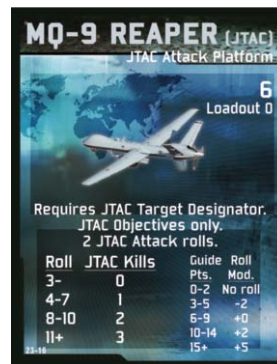 MQ-9 REAPER (JTAC)
JTAC Attack Platform
6
Loadout 0
Requires JTAC Target Designator.
JTAC Objectives only.
2 JTAC Attack rolls.
Roll JTAC Kills
3- 0
4-7 1
8-10 2
11+ 3
Guide Roll
Pts. Mod.
0-2 No roll
3-5 -2
6-9 +0
10-14 +2
15+ +5